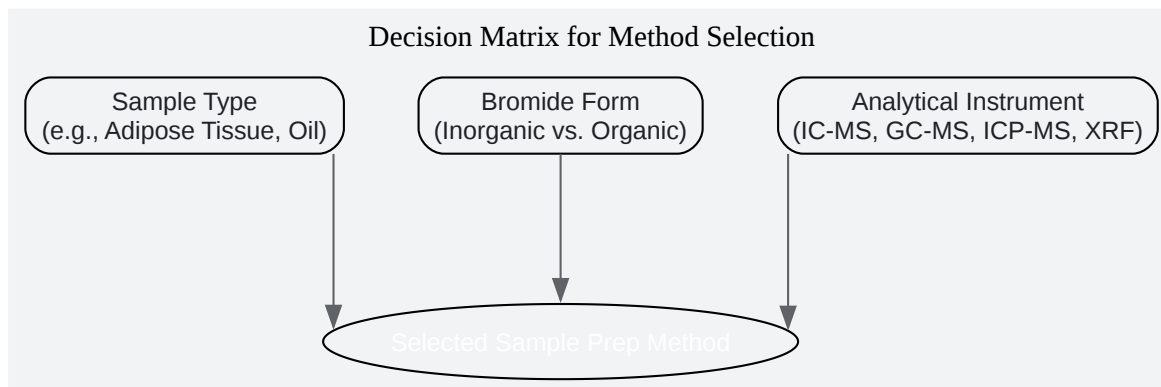 Decision Matrix for Method Selection
Sample Type
(e.g., Adipose Tissue, Oil)
Bromide Form
(Inorganic vs. Organic)
Analytical Instrument
(IC-MS, GC-MS, ICP-MS, XRF)
Selected Sample Prep Method